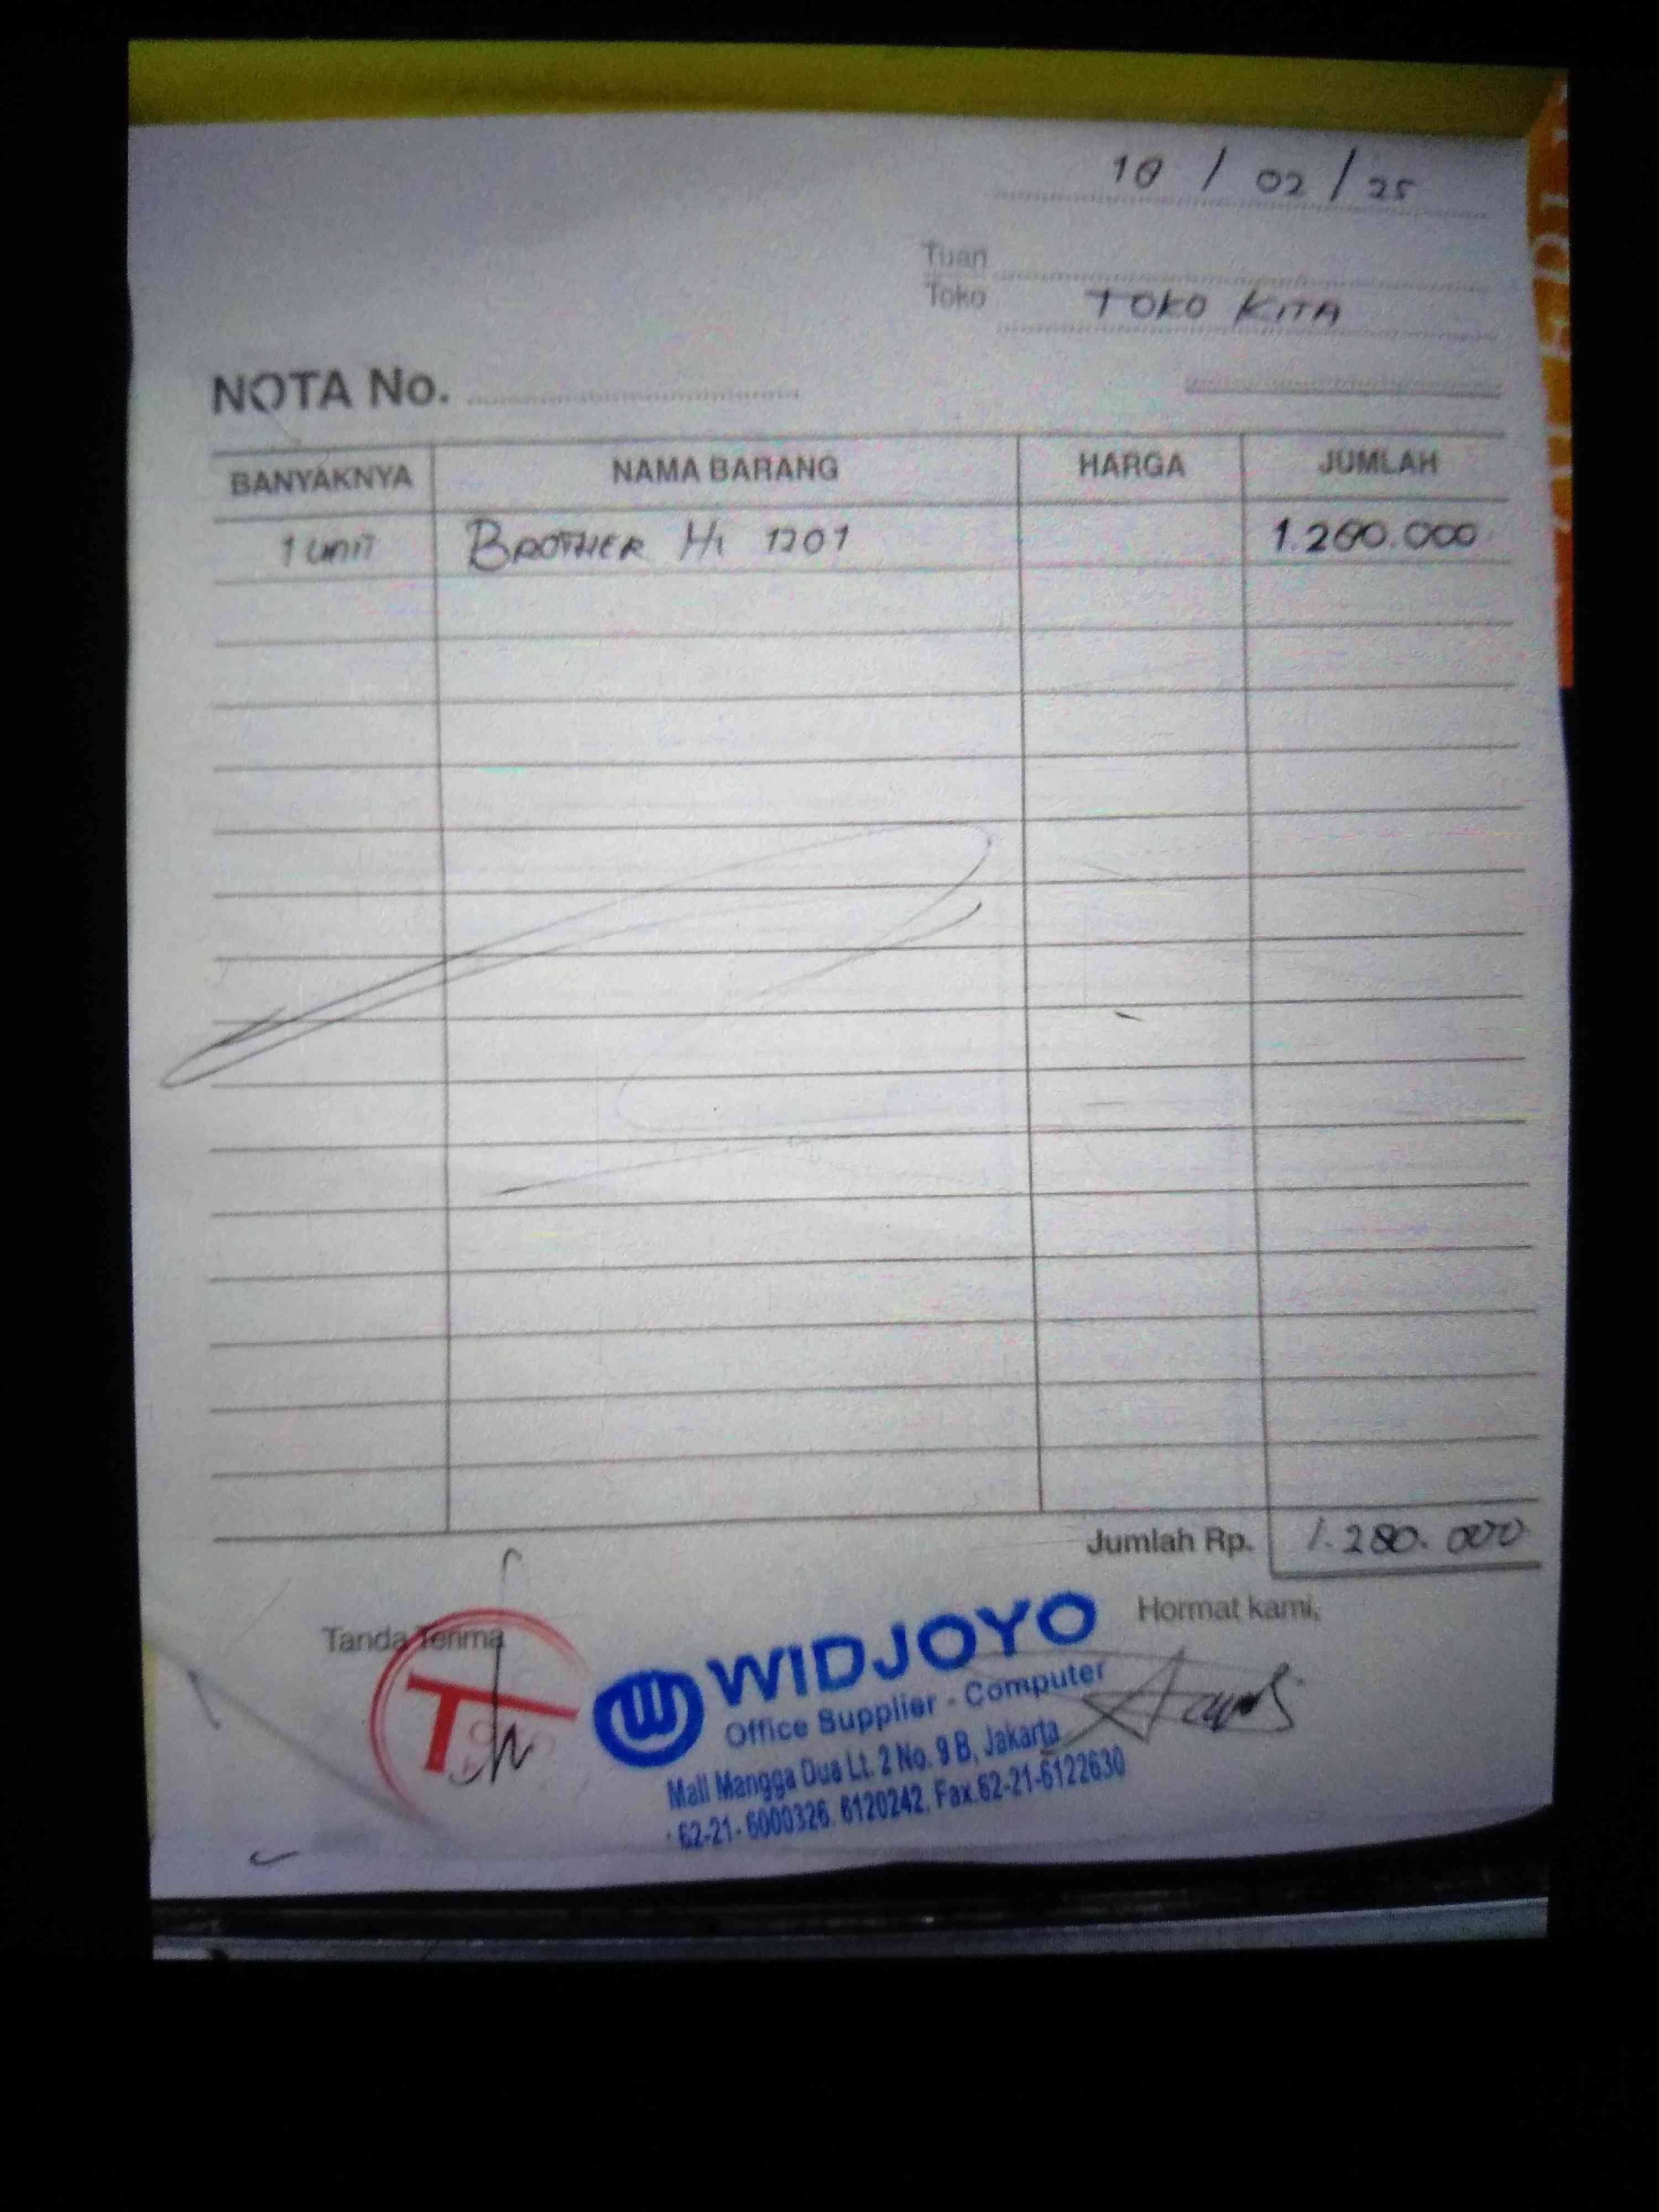 10 / 02 / 25
Tuan
Toko TOKO KITA
NOTA No.
BANYAKNYA NAMA BARANG HARGA JUMLAH
1 UNIT BROTHER HL 1201 1.280.000
Jumlah Rp. 1.280.000
Tanda Terima
Hormat kami,
WIDJOYO
Office Supplier - Computer
Mall Mangga Dua Lt. 2 No. 9 B, Jakarta
62-21- 6000326, 6120242, Fax.62-21-6122630